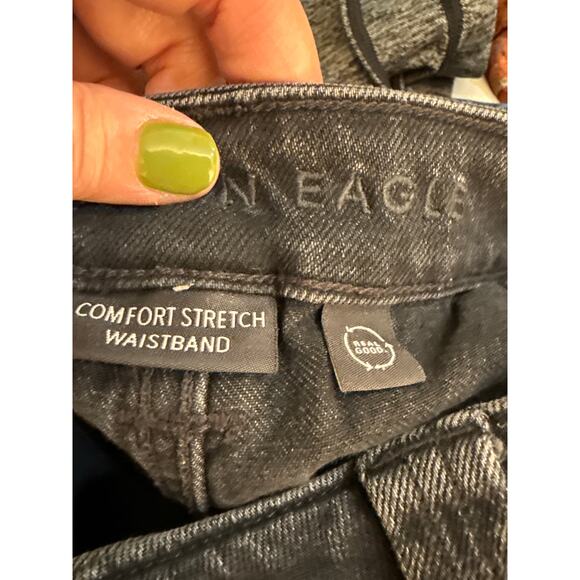 N EAGLE
COMFORT STRETCH
WAISTBAND
REAL
GOOD.